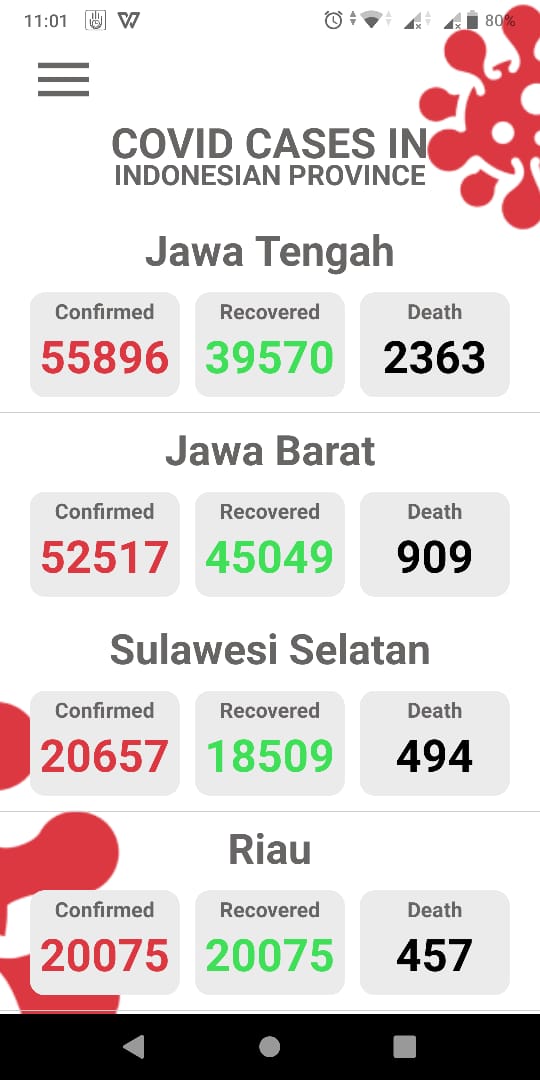 11:01 80%
COVID CASES IN
INDONESIAN PROVINCE
Jawa Tengah
Confirmed Recovered Death
55896 39570 2363
Jawa Barat
Confirmed Recovered Death
52517 45049 909
Sulawesi Selatan
Confirmed Recovered Death
20657 18509 494
Riau
Confirmed Recovered Death
20075 20075 457